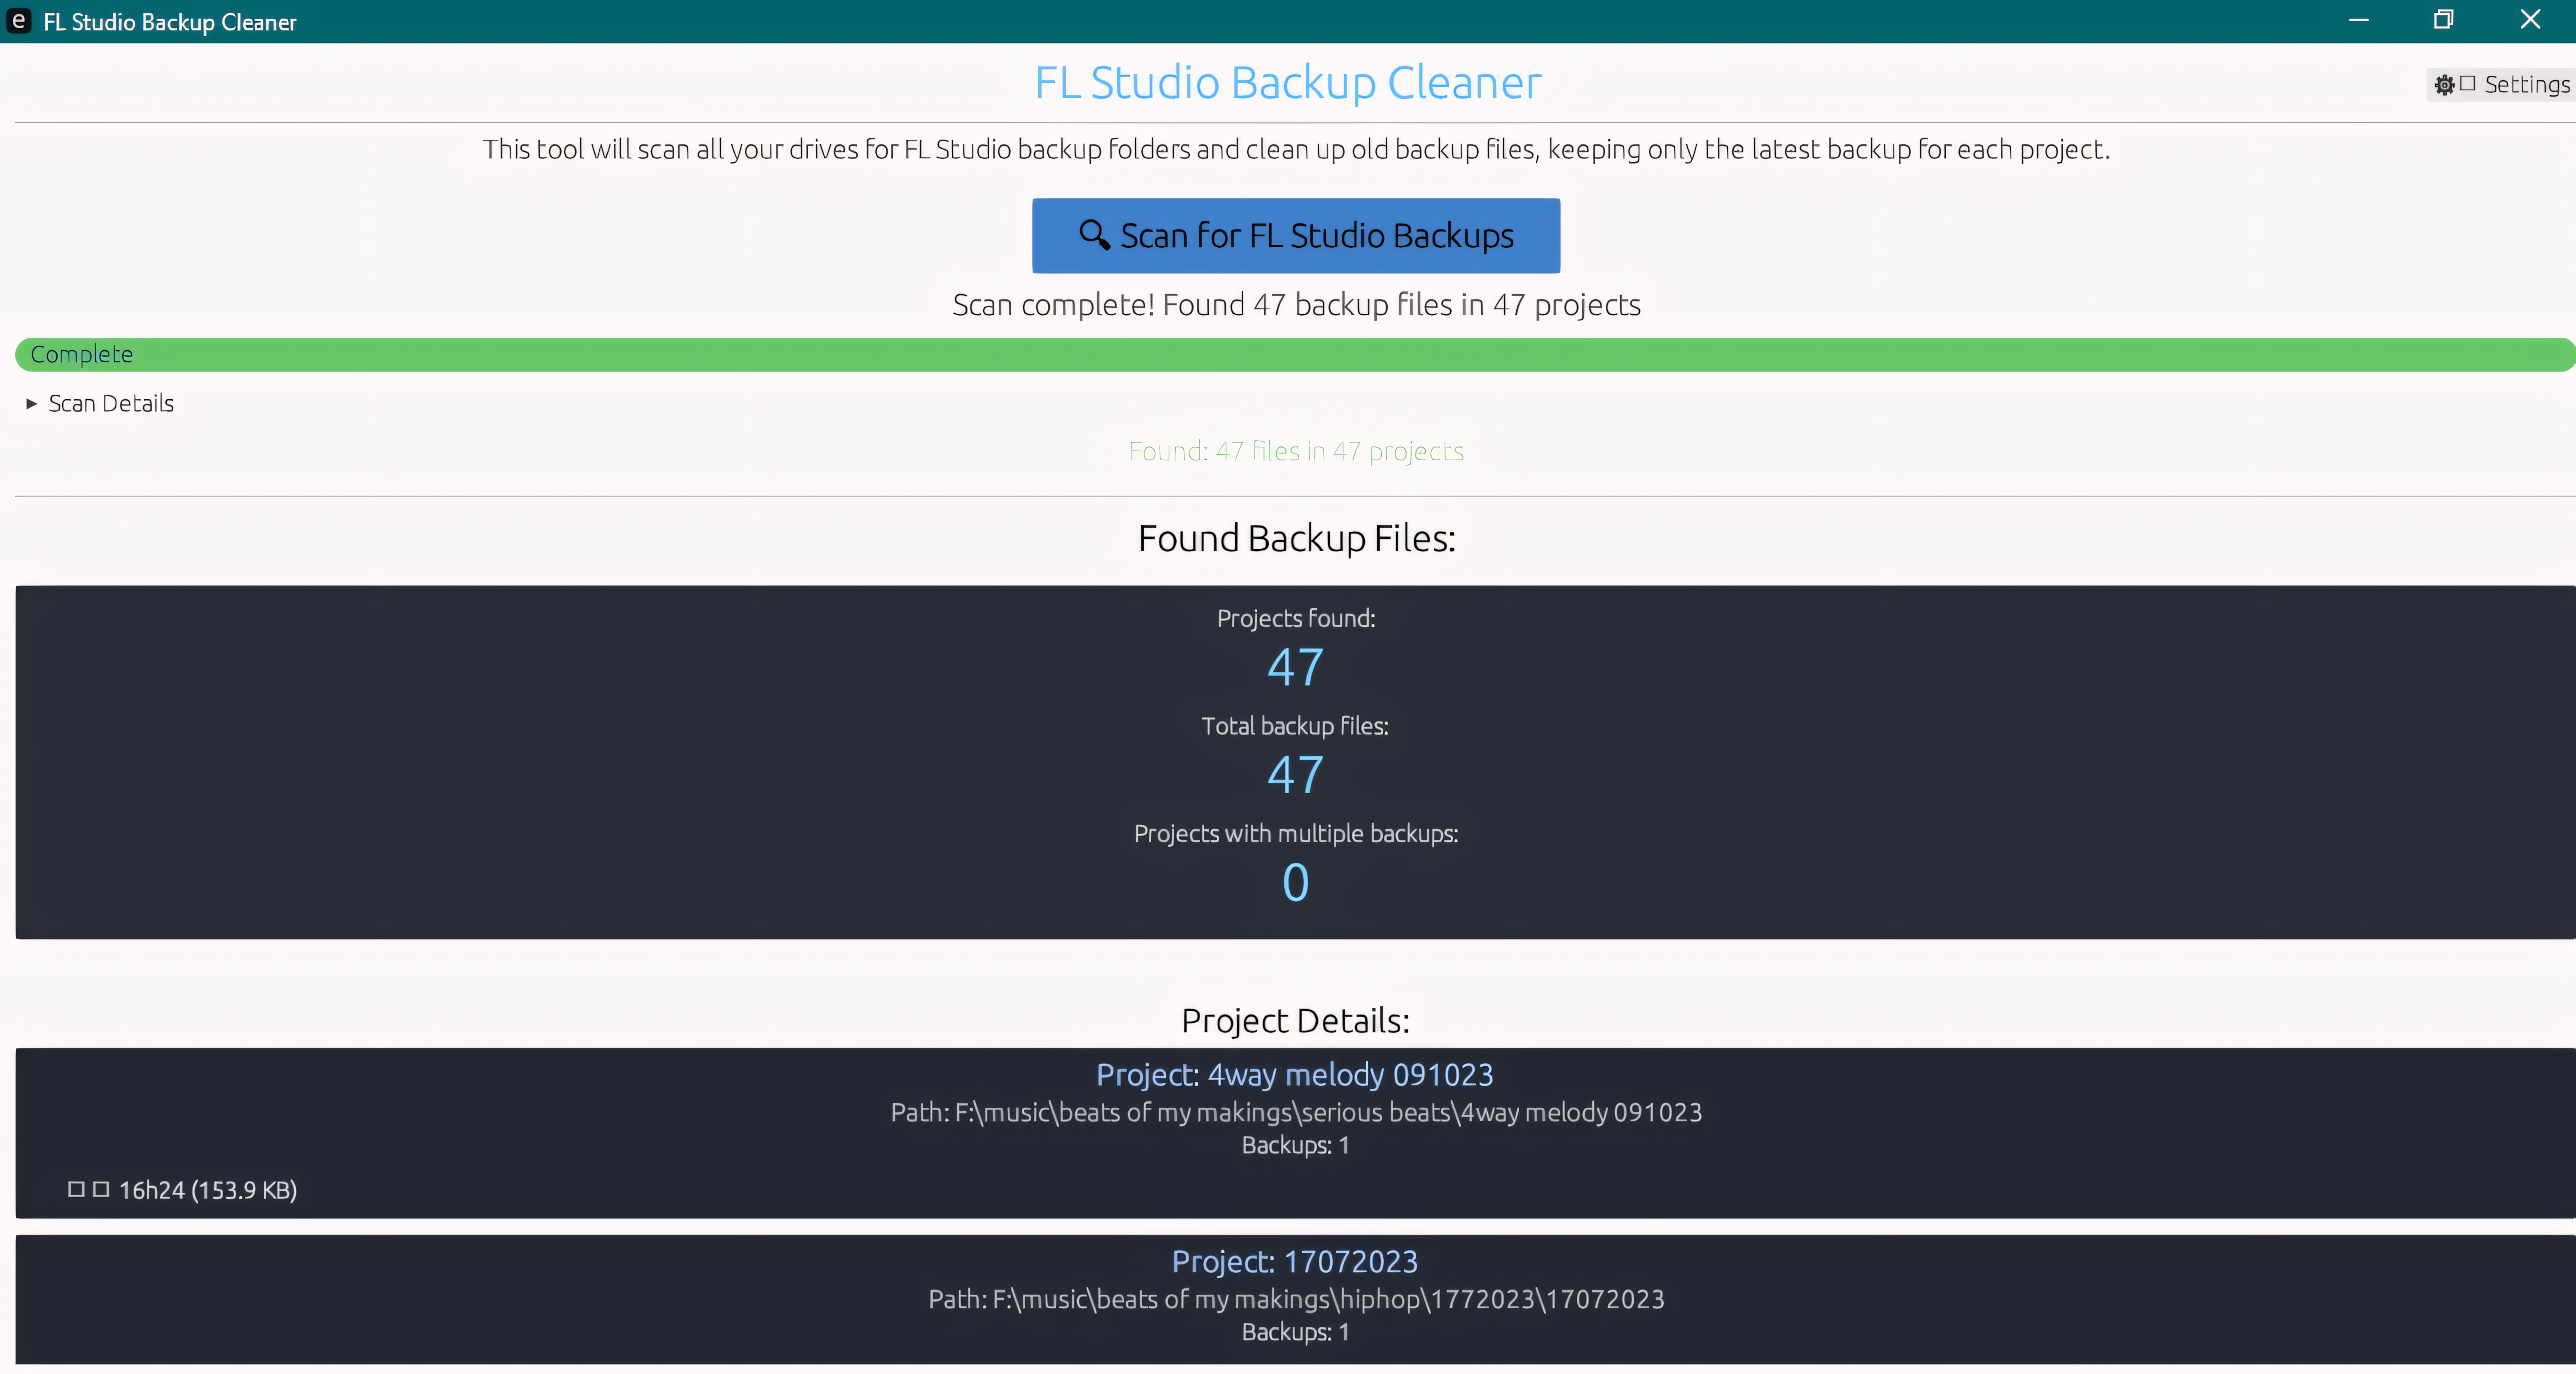 e FL Studio Backup Cleaner
FL Studio Backup Cleaner
Settings
This tool will scan all your drives for FL Studio backup folders and clean up old backup files, keeping only the latest backup for each project.
Scan for FL Studio Backups
Scan complete! Found 47 backup files in 47 projects
Complete
Scan Details
Found: 47 files in 47 projects
Found Backup Files:
Projects found:
47
Total backup files:
47
Projects with multiple backups:
0
Project Details:
Project: 4way melody 091023
Path: F:\music\beats of my makings\serious beats\4way melody 091023
Backups: 1
16h24 (153.9 KB)
Project: 17072023
Path: F:\music\beats of my makings\hiphop\1772023\17072023
Backups: 1